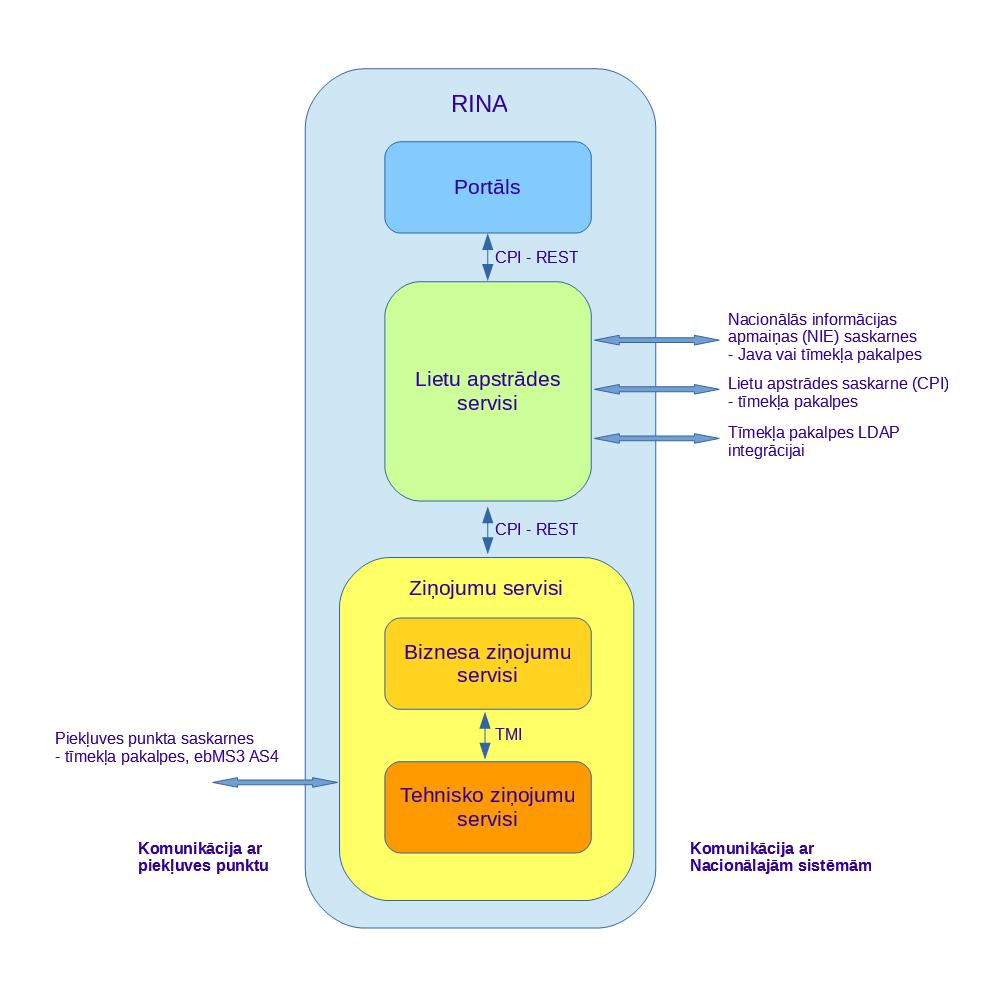 RINA
Portāls
CPI - REST
Lietu apstrādes
servisi
Nacionālās informācijas
apmaiņas (NIE) saskarnes
- Java vai tīmekļa pakalpes
Lietu apstrādes saskarne (CPI)
- tīmekļa pakalpes
Tīmekļa pakalpes LDAP
integrācijai
CPI - REST
Ziņojumu servisi
Biznesa ziņojumu
servisi
TMI
Tehnisko ziņojumu
servisi
Piekļuves punkta saskarnes
- tīmekļa pakalpes, ebMS3 AS4
Komunikācija ar
piekļuves punktu
Komunikācija ar
Nacionālajām sistēmām